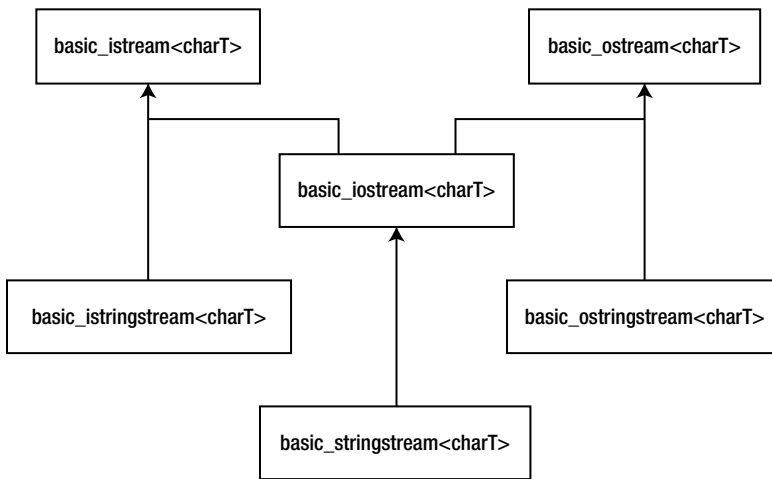 basic_istream<charT>
basic_ostream<charT>
basic_iostream<charT>
basic_istringstream<charT>
basic_ostringstream<charT>
basic_stringstream<charT>